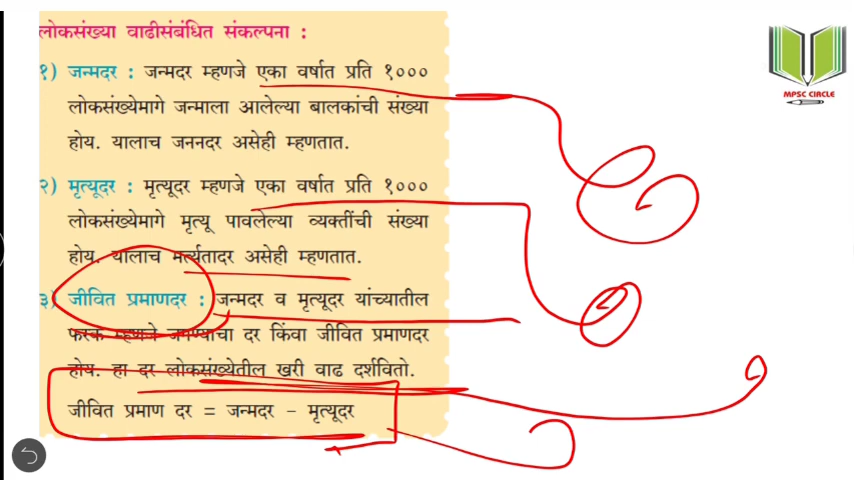 लोकसंख्या वाढीसंबंधित संकल्पना :
१) जन्मदर : जन्मदर म्हणजे एका वर्षात प्रति १०००
लोकसंख्येमागे जन्माला आलेल्या बालकांची संख्या
होय. यालाच जननदर असेही म्हणतात.
२) मृत्यूदर : मृत्यूदर म्हणजे एका वर्षात प्रति १०००
लोकसंख्येमागे मृत्यू पावलेल्या व्यक्तींची संख्या
होय. यालाच मर्त्यतादर असेही म्हणतात.
३) जीवित प्रमाणदर : जन्मदर व मृत्यूदर यांच्यातील
फरक म्हणजे जगण्याचा दर किंवा जीवित प्रमाणदर
होय. हा दर लोकसंख्येतील खरी वाढ दर्शवितो.
जीवित प्रमाण दर = जन्मदर – मृत्यूदर
MPSC CIRCLE